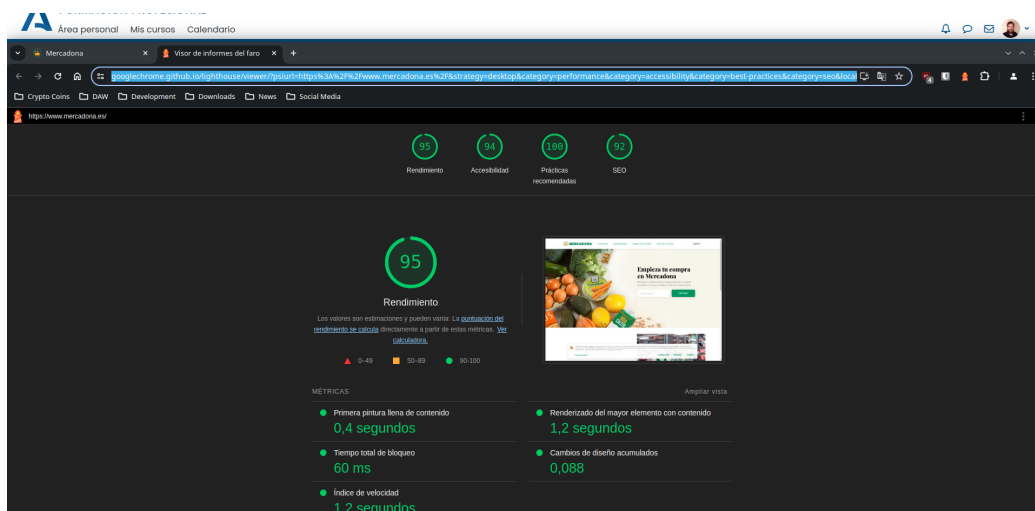 Área personal Mis cursos Calendario
Mercadona
Visor de informes del faro
googlechrome.github.io/lighthouse/viewer/?psiurl=https%3A%2F%2Fwww.mercadona.es%2F&strategy=desktop&category=performance&category=accessibility&category=best-practices&category=seo&local
4
Crypto Coins DAW Development Downloads News Social Media
https://www.mercadona.es/
95 94 100 92
Rendimiento Accesibilidad Prácticas recomendadas SEO
95
Rendimiento
Los valores son estimaciones y pueden variar. La puntuación del
rendimiento se calcula directamente a partir de estas métricas. Ver
calculadora.
0–49 50–89 90-100
MERCADONA
Empieza tu compra
en Mercadona
MÉTRICAS Ampliar vista
Primera pintura llena de contenido
0,4 segundos
Renderizado del mayor elemento con contenido
1,2 segundos
Tiempo total de bloqueo
60 ms
Cambios de diseño acumulados
0,088
Índice de velocidad
1,2 segundos